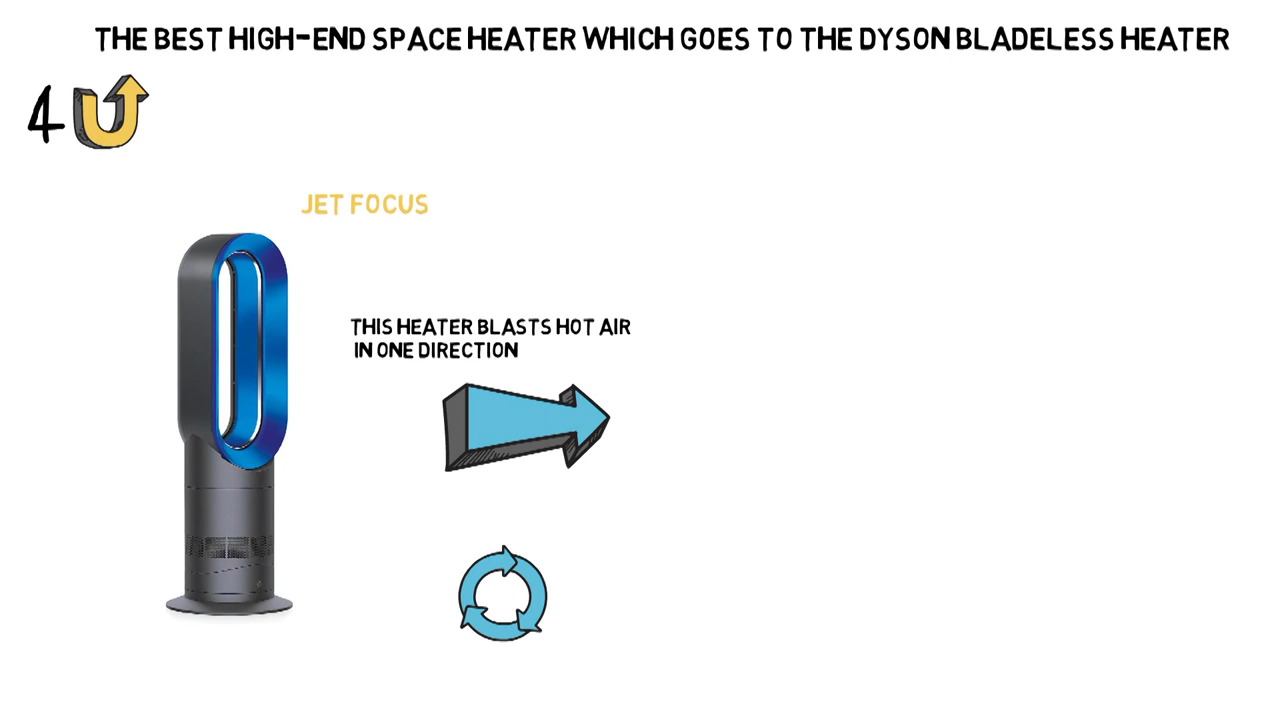 THE BEST HIGH-END SPACE HEATER WHICH GOES TO THE DYSON BLADELESS HEATER
4
JET FOCUS
THIS HEATER BLASTS HOT AIR
IN ONE DIRECTION